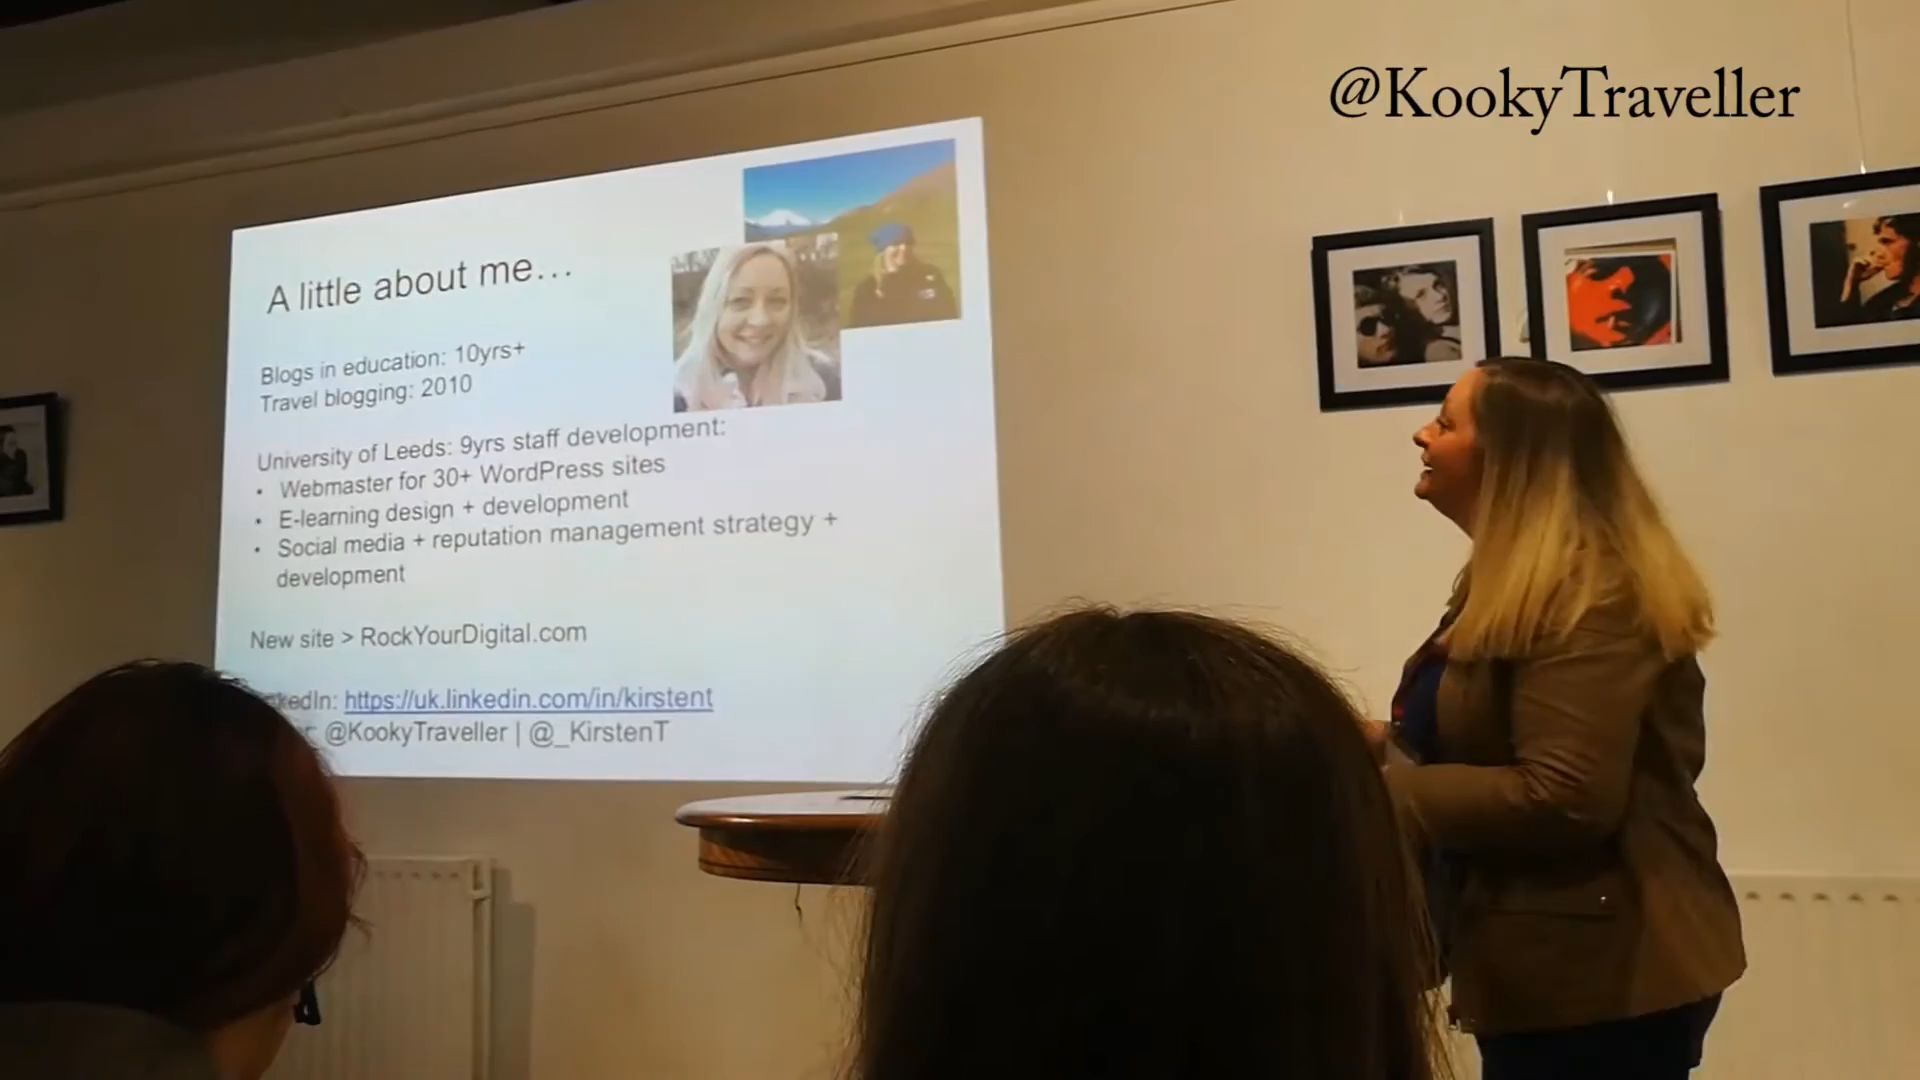 @KookyTraveller
A little about me...
Blogs in education: 10yrs+
Travel blogging: 2010
University of Leeds: 9yrs staff development:
• Webmaster for 30+ WordPress sites
• E-learning design + development
• Social media + reputation management strategy +
development
New site > RockYourDigital.com
kedIn: https://uk.linkedin.com/in/kirstent
@KookyTraveller | @_KirstenT